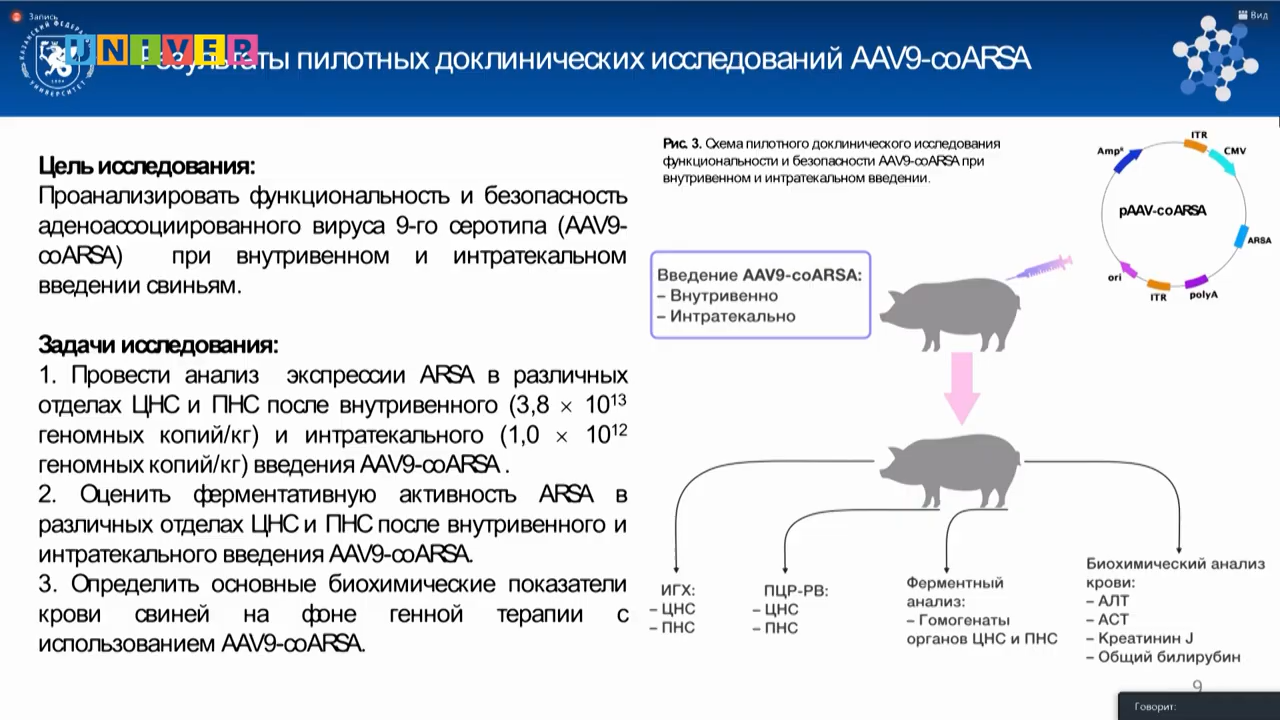 Запись
Вид
КАЗАНСКИЙ ФЕДЕРАЛЬНЫЙ УНИВЕРСИТЕТ
1804
UNIVER
Результаты пилотных доклинических исследований AAV9-coARSA
Цель исследования:
Проанализировать функциональность и безопасность
аденоассоциированного вируса 9-го серотипа (AAV9-
coARSA) при внутривенном и интратекальном
введении свиньям.
Задачи исследования:
1. Провести анализ экспрессии ARSA в различных
отделах ЦНС и ПНС после внутривенного (3,8 × 10¹³
геномных копий/кг) и интратекального (1,0 × 10¹²
геномных копий/кг) введения AAV9-coARSA .
2. Оценить ферментативную активность ARSA в
различных отделах ЦНС и ПНС после внутривенного и
интратекального введения AAV9-coARSA.
3. Определить основные биохимические показатели
крови свиней на фоне генной терапии с
использованием AAV9-coARSA.
Рис. 3. Схема пилотного доклинического исследования
функциональности и безопасности AAV9-coARSA при
внутривенном и интратекальном введении.
ITR
Ampᴿ
CMV
pAAV-coARSA
ARSA
ori
ITR
polyA
Введение AAV9-coARSA:
– Внутривенно
– Интратекально
ИГХ:
– ЦНС
– ПНС
ПЦР-РВ:
– ЦНС
– ПНС
Ферментный
анализ:
– Гомогенаты
органов ЦНС и ПНС
Биохимический анализ
крови:
– АЛТ
– АСТ
– Креатинин J
– Общий билирубин
9
Говорит: